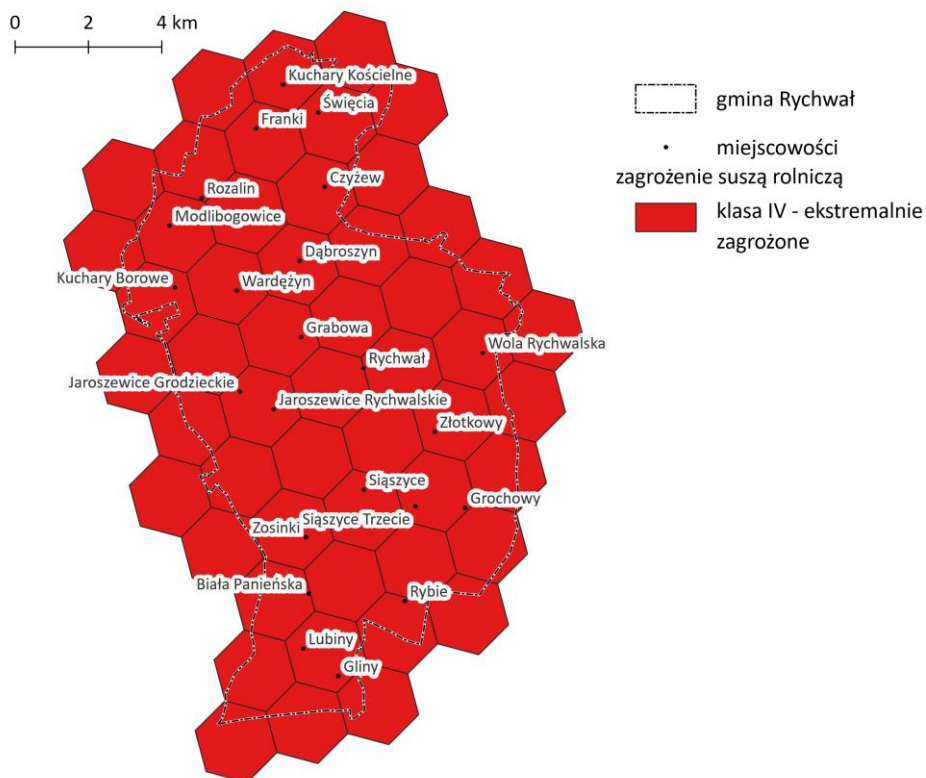 0 2 4 km
Kuchary Kościelne
Święcia
Franki
Czyżew
Rozalin
Modlibogowice
Dąbroszyn
Kuchary Borowe
Wardężyn
Grabowa
Rychwał
Wola Rychwalska
Jaroszewice Grodzieckie
Jaroszewice Rychwalskie
Złotkowy
Siąszyce
Grochowy
Siąszyce Trzecie
Zosinki
Biała Panieńska
Rybie
Lubiny
Gliny
gmina Rychwał
miejscowości
zagrożenie suszą rolniczą
klasa IV - ekstremalnie
zagrożone